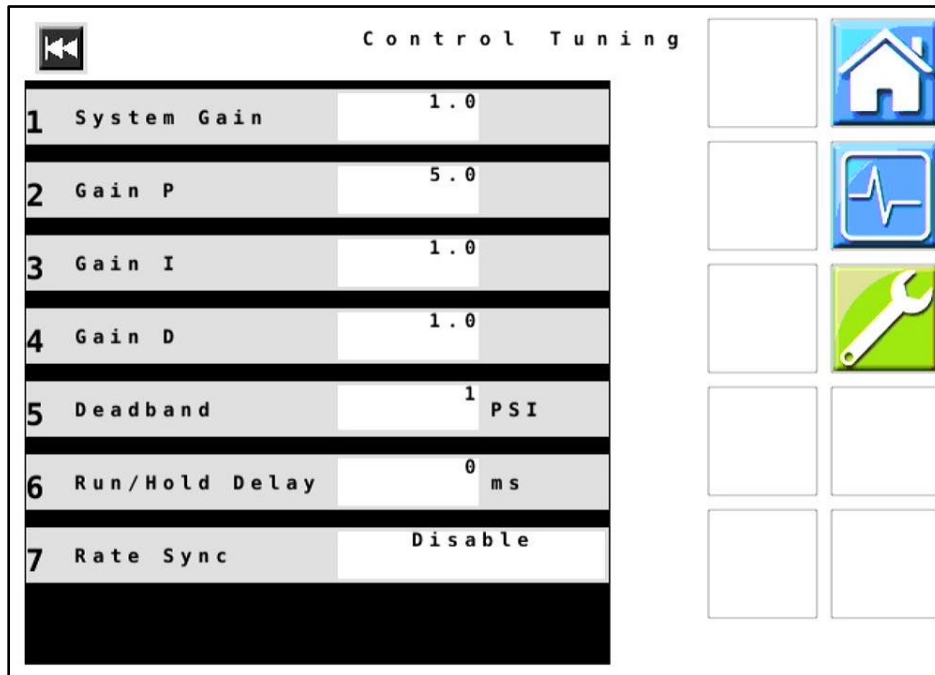 Control Tuning
1 System Gain 1.0
2 Gain P 5.0
3 Gain I 1.0
4 Gain D 1.0
5 Deadband 1 PSI
6 Run/Hold Delay 0 ms
7 Rate Sync Disable